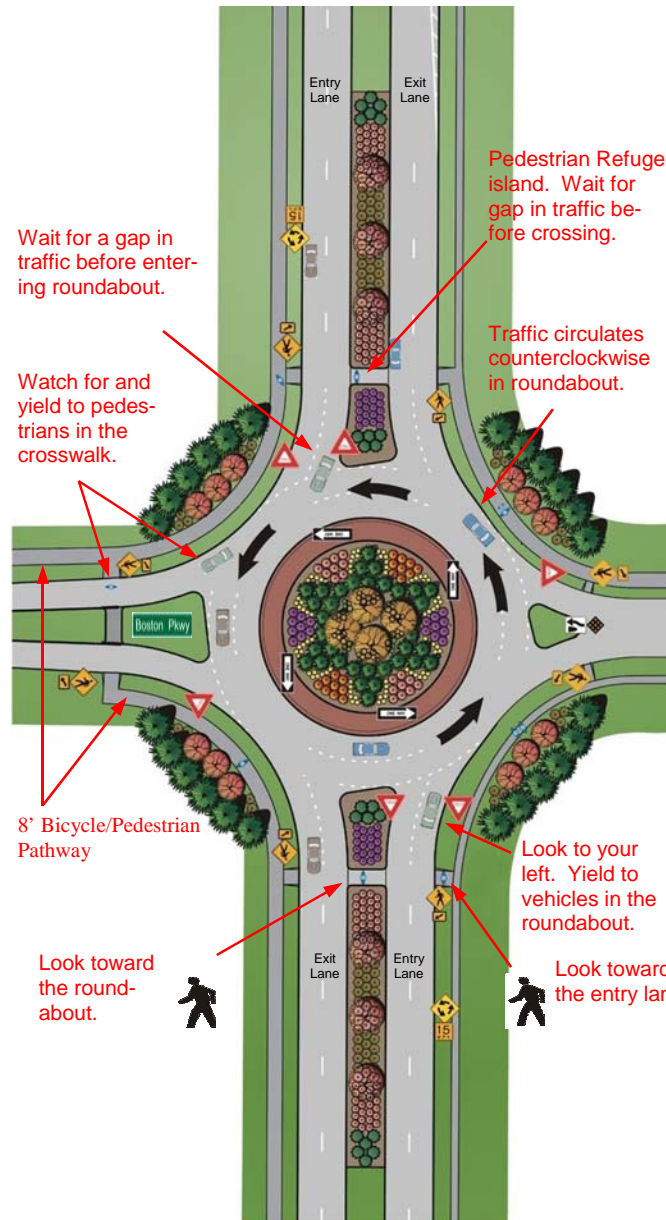 Entry
Lane
Exit
Lane
Pedestrian Refuge
island. Wait for
gap in traffic be-
fore crossing.
15
Wait for a gap in
traffic before enter-
ing roundabout.
Traffic circulates
counterclockwise
in roundabout.
Watch for and
yield to pedes-
trians in the
crosswalk.
Boston Pkwy
8' Bicycle/Pedestrian
Pathway
Look to your
left. Yield to
vehicles in the
roundabout.
Look toward
the round-
about.
Exit
Lane
Entry
Lane
Look toward
the entry lan
15